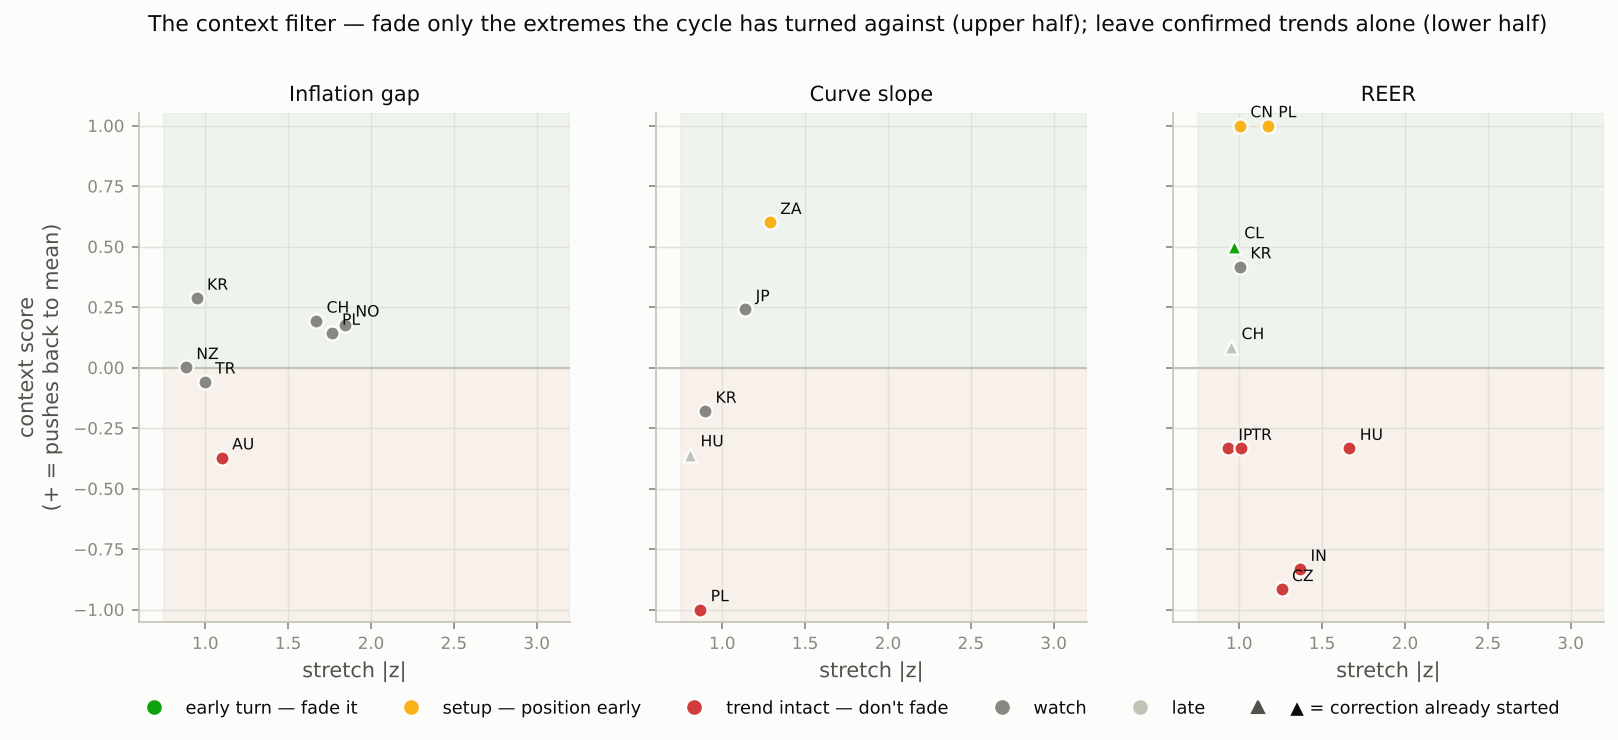 The context filter — fade only the extremes the cycle has turned against (upper half); leave confirmed trends alone (lower half)
Inflation gap
Curve slope
REER
context score
(+ = pushes back to mean)
1.00
0.75
0.50
0.25
0.00
−0.25
−0.50
−0.75
−1.00
KR
CH
NO
PL
NZ
TR
AU
1.0 1.5 2.0 2.5 3.0
stretch |z|
ZA
JP
KR
HU
PL
1.0 1.5 2.0 2.5 3.0
stretch |z|
CN PL
CL
KR
CH
TR
HU
IN
CZ
1.0 1.5 2.0 2.5 3.0
stretch |z|
early turn — fade it
setup — position early
trend intact — don't fade
watch
late
▲ = correction already started